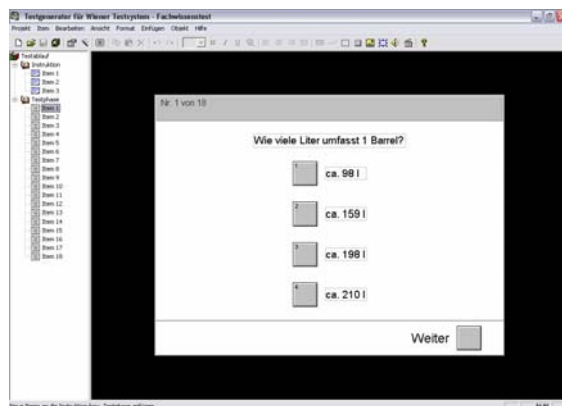 Testgenerator für Wiener Testsystem - Fachwissenstest
Projekt Item Bearbeiten Ansicht Format Einfügen Objekt Hilfe
Testablauf
Instruktion
Item 1
Item 2
Item 3
Testphase
Item 1
Item 2
Item 3
Item 4
Item 5
Item 6
Item 7
Item 8
Item 9
Item 10
Item 11
Item 12
Item 13
Item 14
Item 15
Item 16
Item 17
Item 18
Nr. 1 von 18
Wie viele Liter umfasst 1 Barrel?
1 ca. 98 l
2 ca. 159 l
3 ca. 198 l
4 ca. 210 l
Weiter